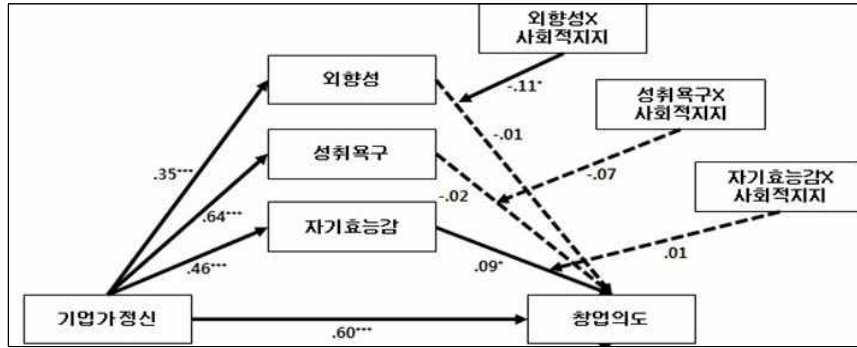 외향성X
사회적지지
외향성
-.11*
성취욕구X
사회적지지
성취욕구
-.01
.35***
-.02
-.07
자기효능감X
사회적지지
.64***
자기효능감
.46***
.09*
.01
기업가정신
창업의도
.60***